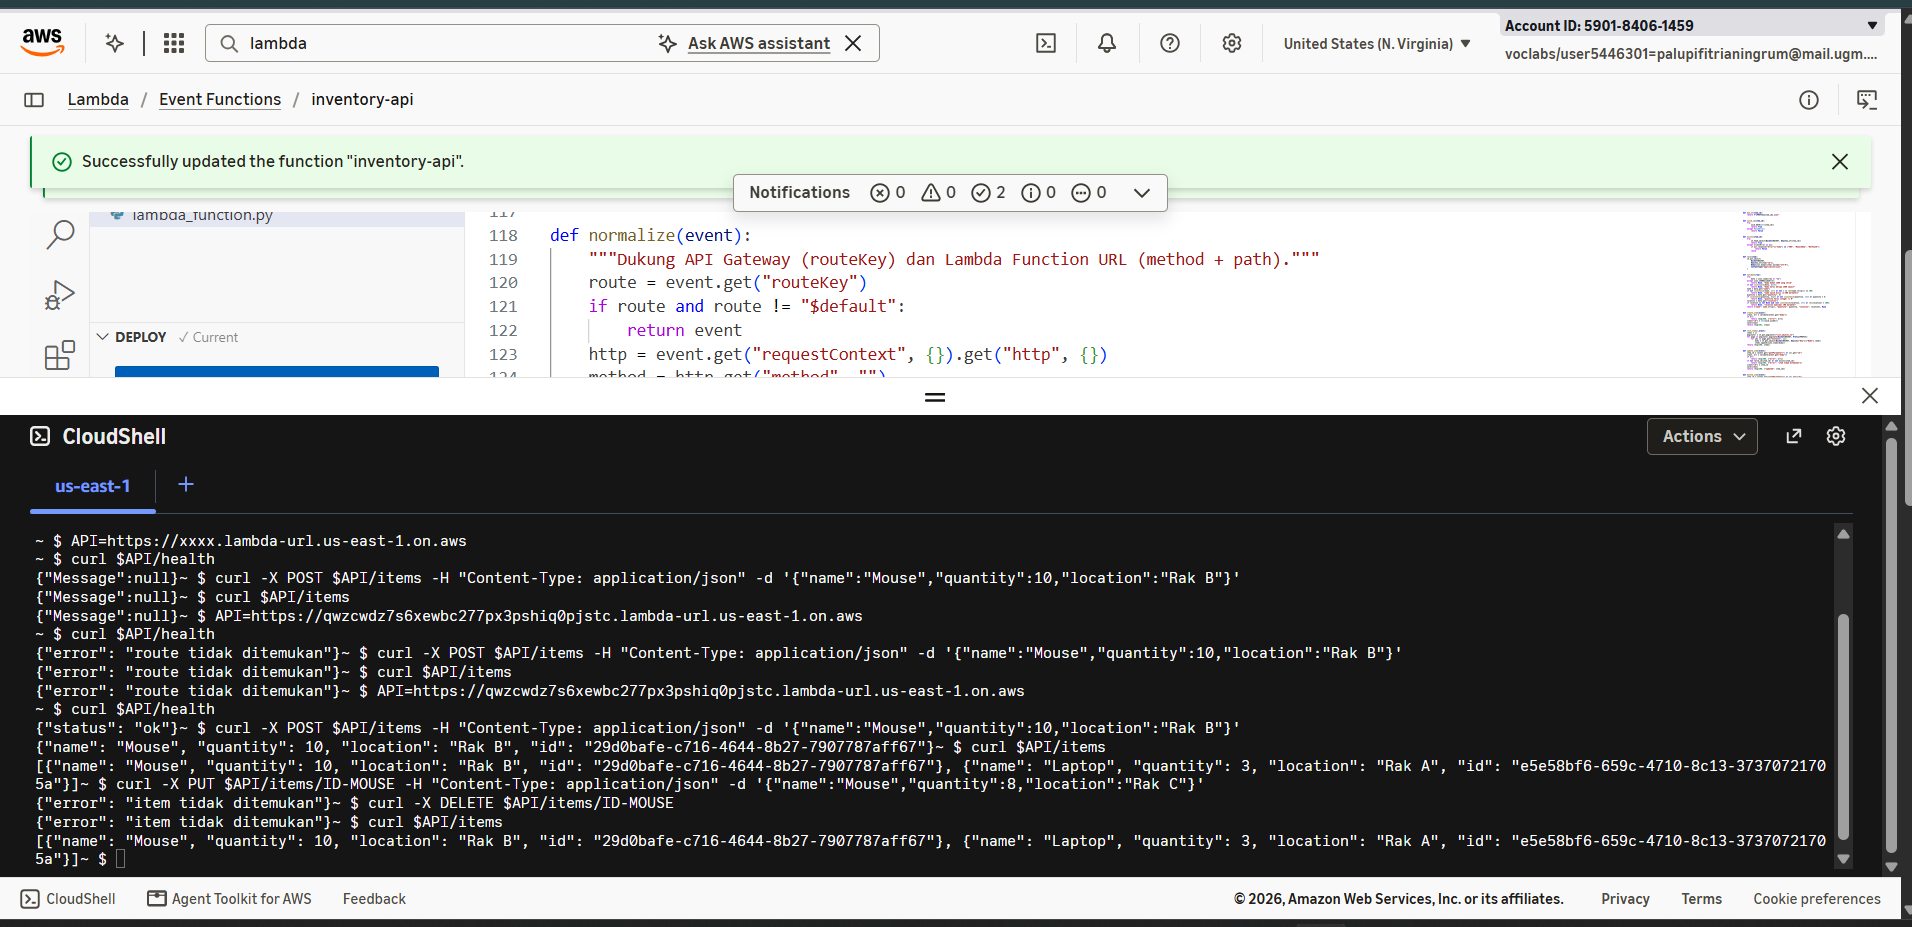 aws
lambda
Ask AWS assistant
United States (N. Virginia)
Account ID: 5901-8406-1459
voclabs/user5446301=palupifitrianingrum@mail.ugm....
Lambda / Event Functions / inventory-api
Successfully updated the function "inventory-api".
Notifications 0 0 2 0 0
lambda_function.py
DEPLOY Current
117
118 def normalize(event):
119 """Dukung API Gateway (routeKey) dan Lambda Function URL (method + path)."""
120 route = event.get("routeKey")
121 if route and route != "$default":
122 return event
123 http = event.get("requestContext", {}).get("http", {})
124 method = http.get("method", "")
CloudShell
Actions
us-east-1
~ $ API=https://xxxx.lambda-url.us-east-1.on.aws
~ $ curl $API/health
{"Message":null}~ $ curl -X POST $API/items -H "Content-Type: application/json" -d '{"name":"Mouse","quantity":10,"location":"Rak B"}'
{"Message":null}~ $ curl $API/items
{"Message":null}~ $ API=https://qwzcwdz7s6xewbc277px3pshiq0pjstc.lambda-url.us-east-1.on.aws
~ $ curl $API/health
{"error": "route tidak ditemukan"}~ $ curl -X POST $API/items -H "Content-Type: application/json" -d '{"name":"Mouse","quantity":10,"location":"Rak B"}'
{"error": "route tidak ditemukan"}~ $ curl $API/items
{"error": "route tidak ditemukan"}~ $ API=https://qwzcwdz7s6xewbc277px3pshiq0pjstc.lambda-url.us-east-1.on.aws
~ $ curl $API/health
{"status": "ok"}~ $ curl -X POST $API/items -H "Content-Type: application/json" -d '{"name":"Mouse","quantity":10,"location":"Rak B"}'
{"name": "Mouse", "quantity": 10, "location": "Rak B", "id": "29d0bafe-c716-4644-8b27-7907787aff67"}~ $ curl $API/items
[{"name": "Mouse", "quantity": 10, "location": "Rak B", "id": "29d0bafe-c716-4644-8b27-7907787aff67"}, {"name": "Laptop", "quantity": 3, "location": "Rak A", "id": "e5e58bf6-659c-4710-8c13-3737072170
5a"}]~ $ curl -X PUT $API/items/ID-MOUSE -H "Content-Type: application/json" -d '{"name":"Mouse","quantity":8,"location":"Rak C"}'
{"error": "item tidak ditemukan"}~ $ curl -X DELETE $API/items/ID-MOUSE
{"error": "item tidak ditemukan"}~ $ curl $API/items
[{"name": "Mouse", "quantity": 10, "location": "Rak B", "id": "29d0bafe-c716-4644-8b27-7907787aff67"}, {"name": "Laptop", "quantity": 3, "location": "Rak A", "id": "e5e58bf6-659c-4710-8c13-3737072170
5a"}]~ $
CloudShell
Agent Toolkit for AWS
Feedback
© 2026, Amazon Web Services, Inc. or its affiliates.
Privacy
Terms
Cookie preferences